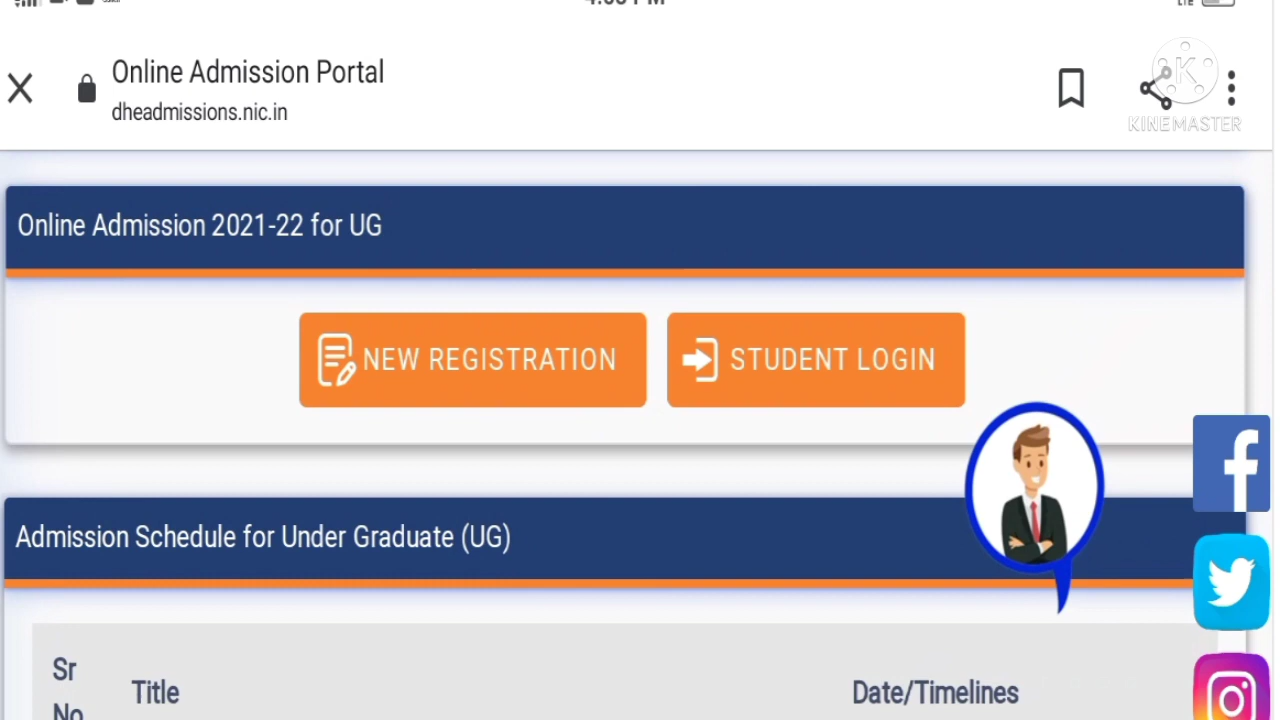 Online Admission Portal
dheadmissions.nic.in
KINEMASTER
Online Admission 2021-22 for UG
NEW REGISTRATION
STUDENT LOGIN
Admission Schedule for Under Graduate (UG)
Sr
No
Title
Date/Timelines